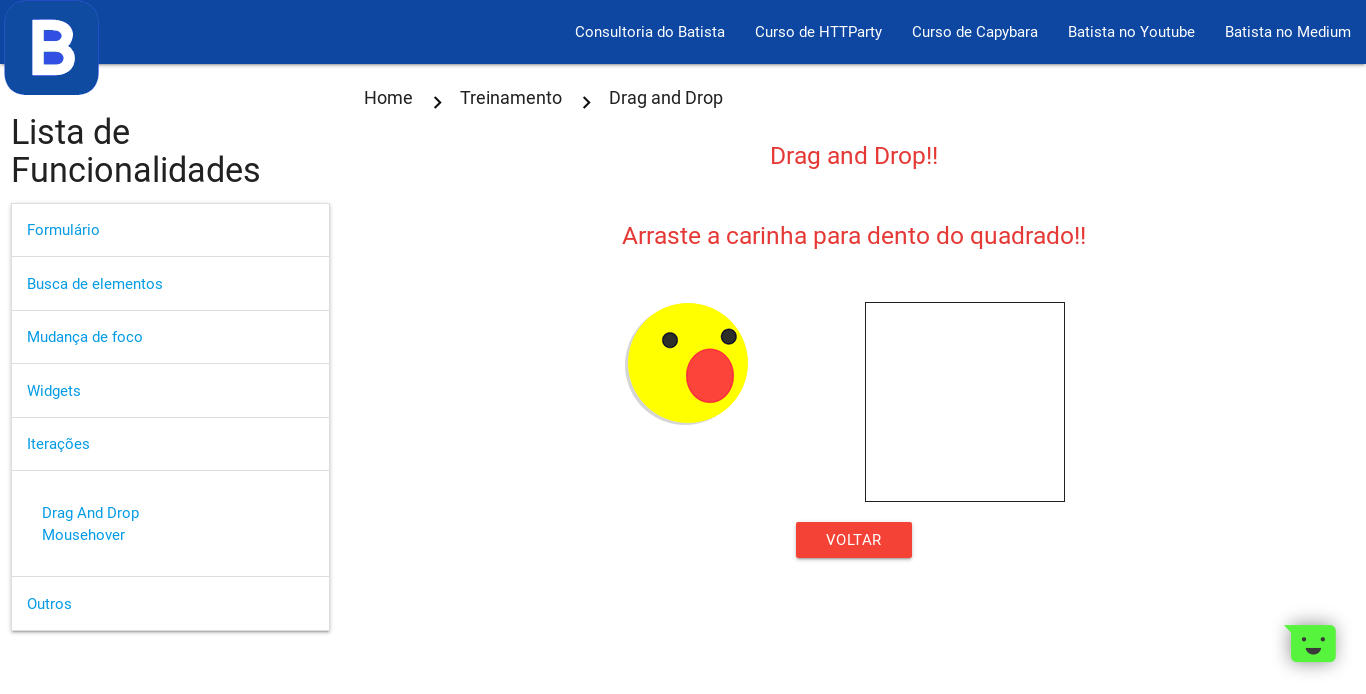 B
Consultoria do Batista
Curso de HTTParty
Curso de Capybara
Batista no Youtube
Batista no Medium
Home
Treinamento
Drag and Drop
Lista de
Funcionalidades
Formulário
Busca de elementos
Mudança de foco
Widgets
Iterações
Drag And Drop
Mousehover
Outros
Drag and Drop!!
Arraste a carinha para dento do quadrado!!
VOLTAR